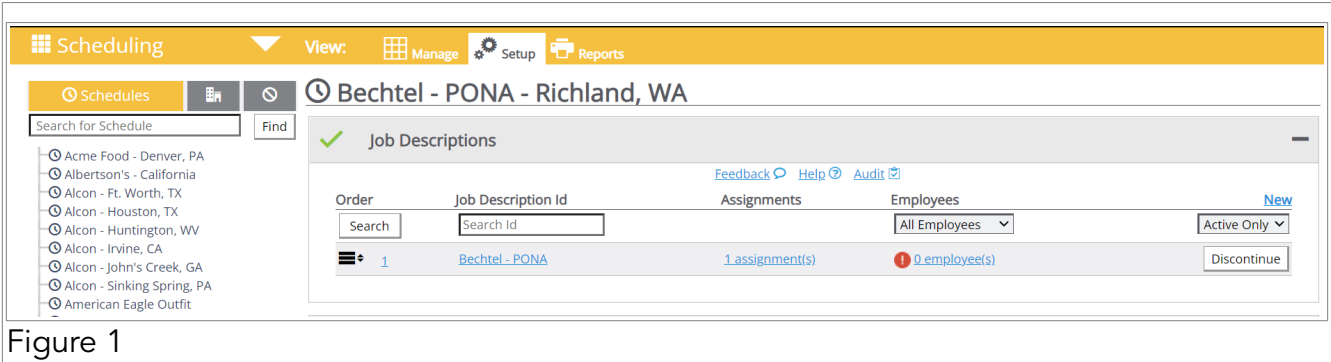 Scheduling View: Manage Setup Reports
Schedules
Search for Schedule Find
Acme Food - Denver, PA
Albertson's - California
Alcon - Ft. Worth, TX
Alcon - Houston, TX
Alcon - Huntington, WV
Alcon - Irvine, CA
Alcon - John's Creek, GA
Alcon - Sinking Spring, PA
American Eagle Outfit
Bechtel - PONA - Richland, WA
Job Descriptions
Feedback Help Audit
Order Job Description Id Assignments Employees New
Search Search Id All Employees Active Only
1 Bechtel - PONA 1 assignment(s) 0 employee(s) Discontinue
Figure 1